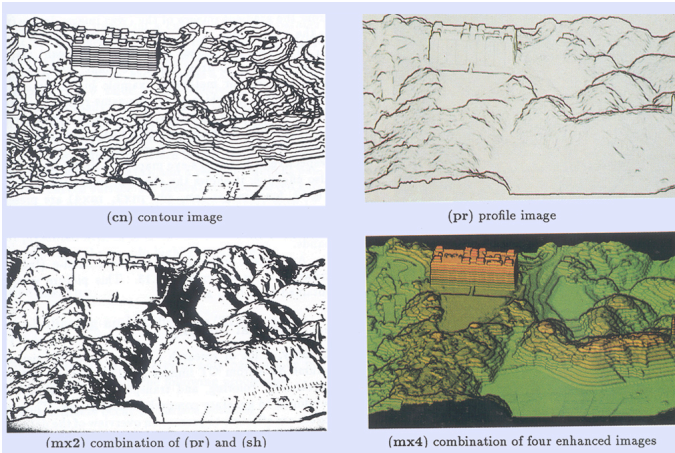 (cn) contour image
(pr) profile image
(mx2) combination of (pr) and (sh)
(mx4) combination of four enhanced images